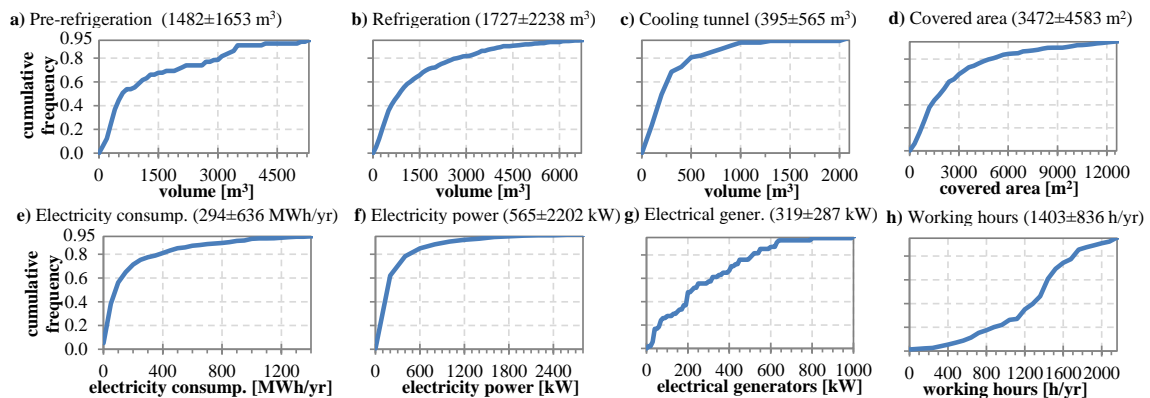 a) Pre-refrigeration (1482±1653 m³)
b) Refrigeration (1727±2238 m³)
c) Cooling tunnel (395±565 m³)
d) Covered area (3472±4583 m²)
cumulative
frequency
0.95
0.8
0.6
0.4
0.2
0.0
0 1500 3000 4500
volume [m³]
0 1500 3000 4500 6000
volume [m³]
0 500 1000 1500 2000
volume [m³]
0 3000 6000 9000 12000
covered area [m²]
e) Electricity consump. (294±636 MWh/yr)
f) Electricity power (565±2202 kW)
g) Electrical gener. (319±287 kW)
h) Working hours (1403±836 h/yr)
cumulative
frequency
0.95
0.8
0.6
0.4
0.2
0.0
0 400 800 1200
electricity consump. [MWh/yr]
0 600 1200 1800 2400
electricity power [kW]
0 200 400 600 800 1000
electrical generators [kW]
0 400 800 1200 1600 2000
working hours [h/yr]